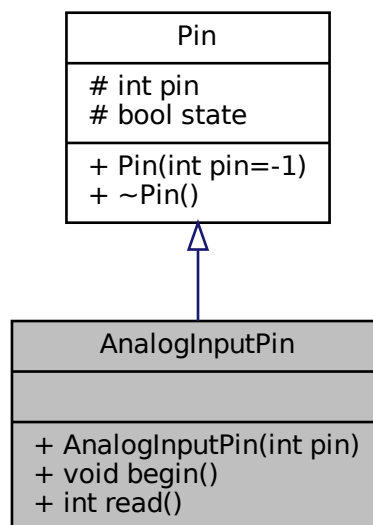 Pin
# int pin
# bool state
+ Pin(int pin=-1)
+ ~Pin()
AnalogInputPin
+ AnalogInputPin(int pin)
+ void begin()
+ int read()